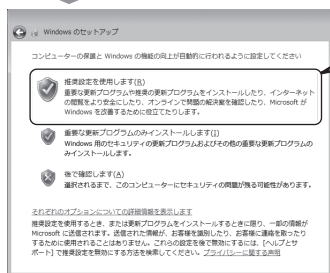 Windows のセットアップ
コンピューターの保護と Windows の機能の向上が自動的に行われるように設定してください
推奨設定を使用します(R)
重要な更新プログラムや推奨の更新プログラムをインストールしたり、インターネット
の閲覧をより安全にしたり、オンラインで問題の解決策を確認したり、Microsoft が
Windows を改善するために役立てたりします。
重要な更新プログラムのみインストールします(I)
Windows 用のセキュリティの更新プログラムおよびその他の重要な更新プログラムの
みインストールします。
後で確認します(A)
選択されるまで、このコンピューターにセキュリティの問題が残る可能性があります。
それぞれのオプションについての詳細情報を表示します
推奨設定を使用するとき、または更新プログラムをインストールするときに限り、一部の情報が
Microsoft に送信されます。送信された情報が、お客様を識別したり、お客様に連絡を取ったり
するために使用されることはありません。これらの設定を後で無効にするには、[ヘルプとサ
ポート] で推奨設定を無効にする方法を検索してください。プライバシーに関する声明